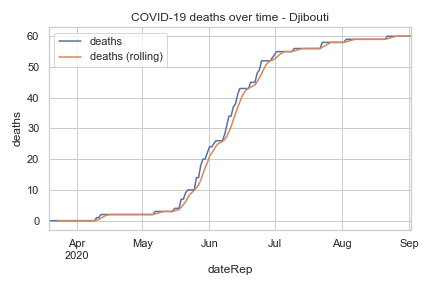 COVID-19 deaths over time - Djibouti
deaths
deaths (rolling)
60
50
40
30
20
10
0
deaths
Apr
2020
May
Jun
Jul
Aug
Sep
dateRep